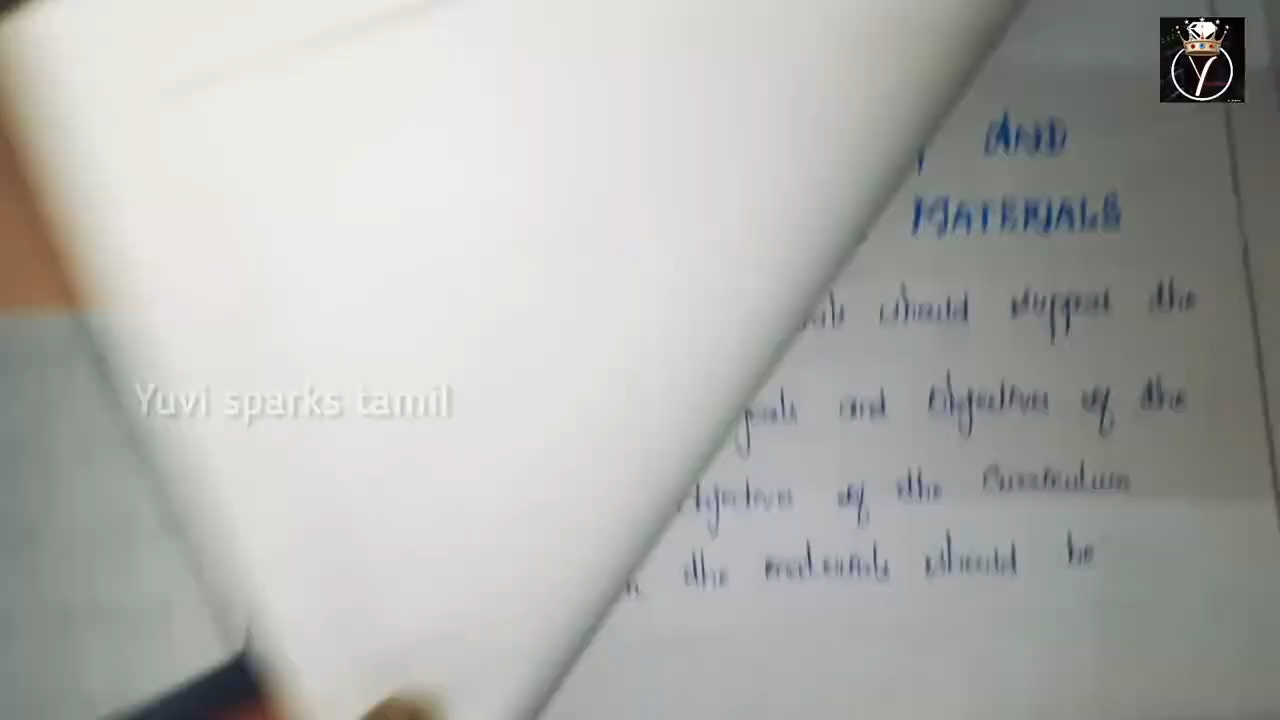 Y
AND
MATERIALS
should suggest the
Yuvi sparks tamil
goals and objectives of the
objectives of the curriculum
the materials should be